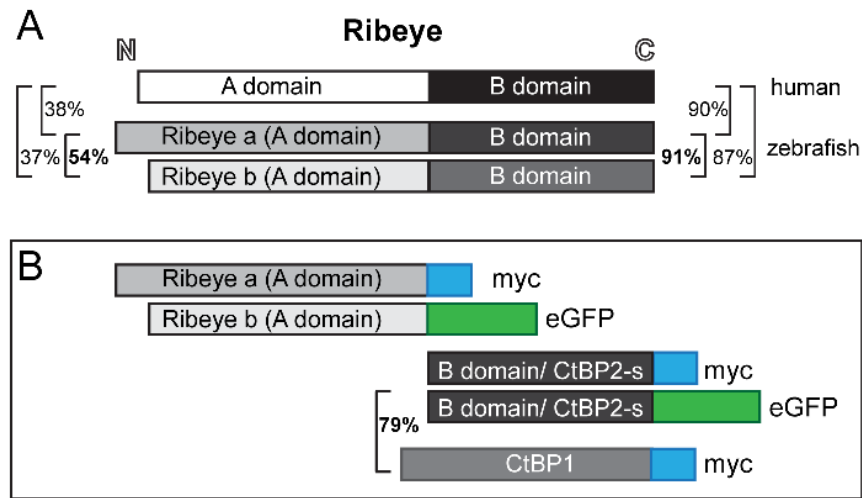 A
Ribeye
N
C
A domain
B domain
human
38%
90%
Ribeye a (A domain)
B domain
37%
54%
91%
87%
zebrafish
Ribeye b (A domain)
B domain
B
Ribeye a (A domain)
myc
Ribeye b (A domain)
eGFP
B domain/ CtBP2-s
myc
B domain/ CtBP2-s
eGFP
79%
CtBP1
myc